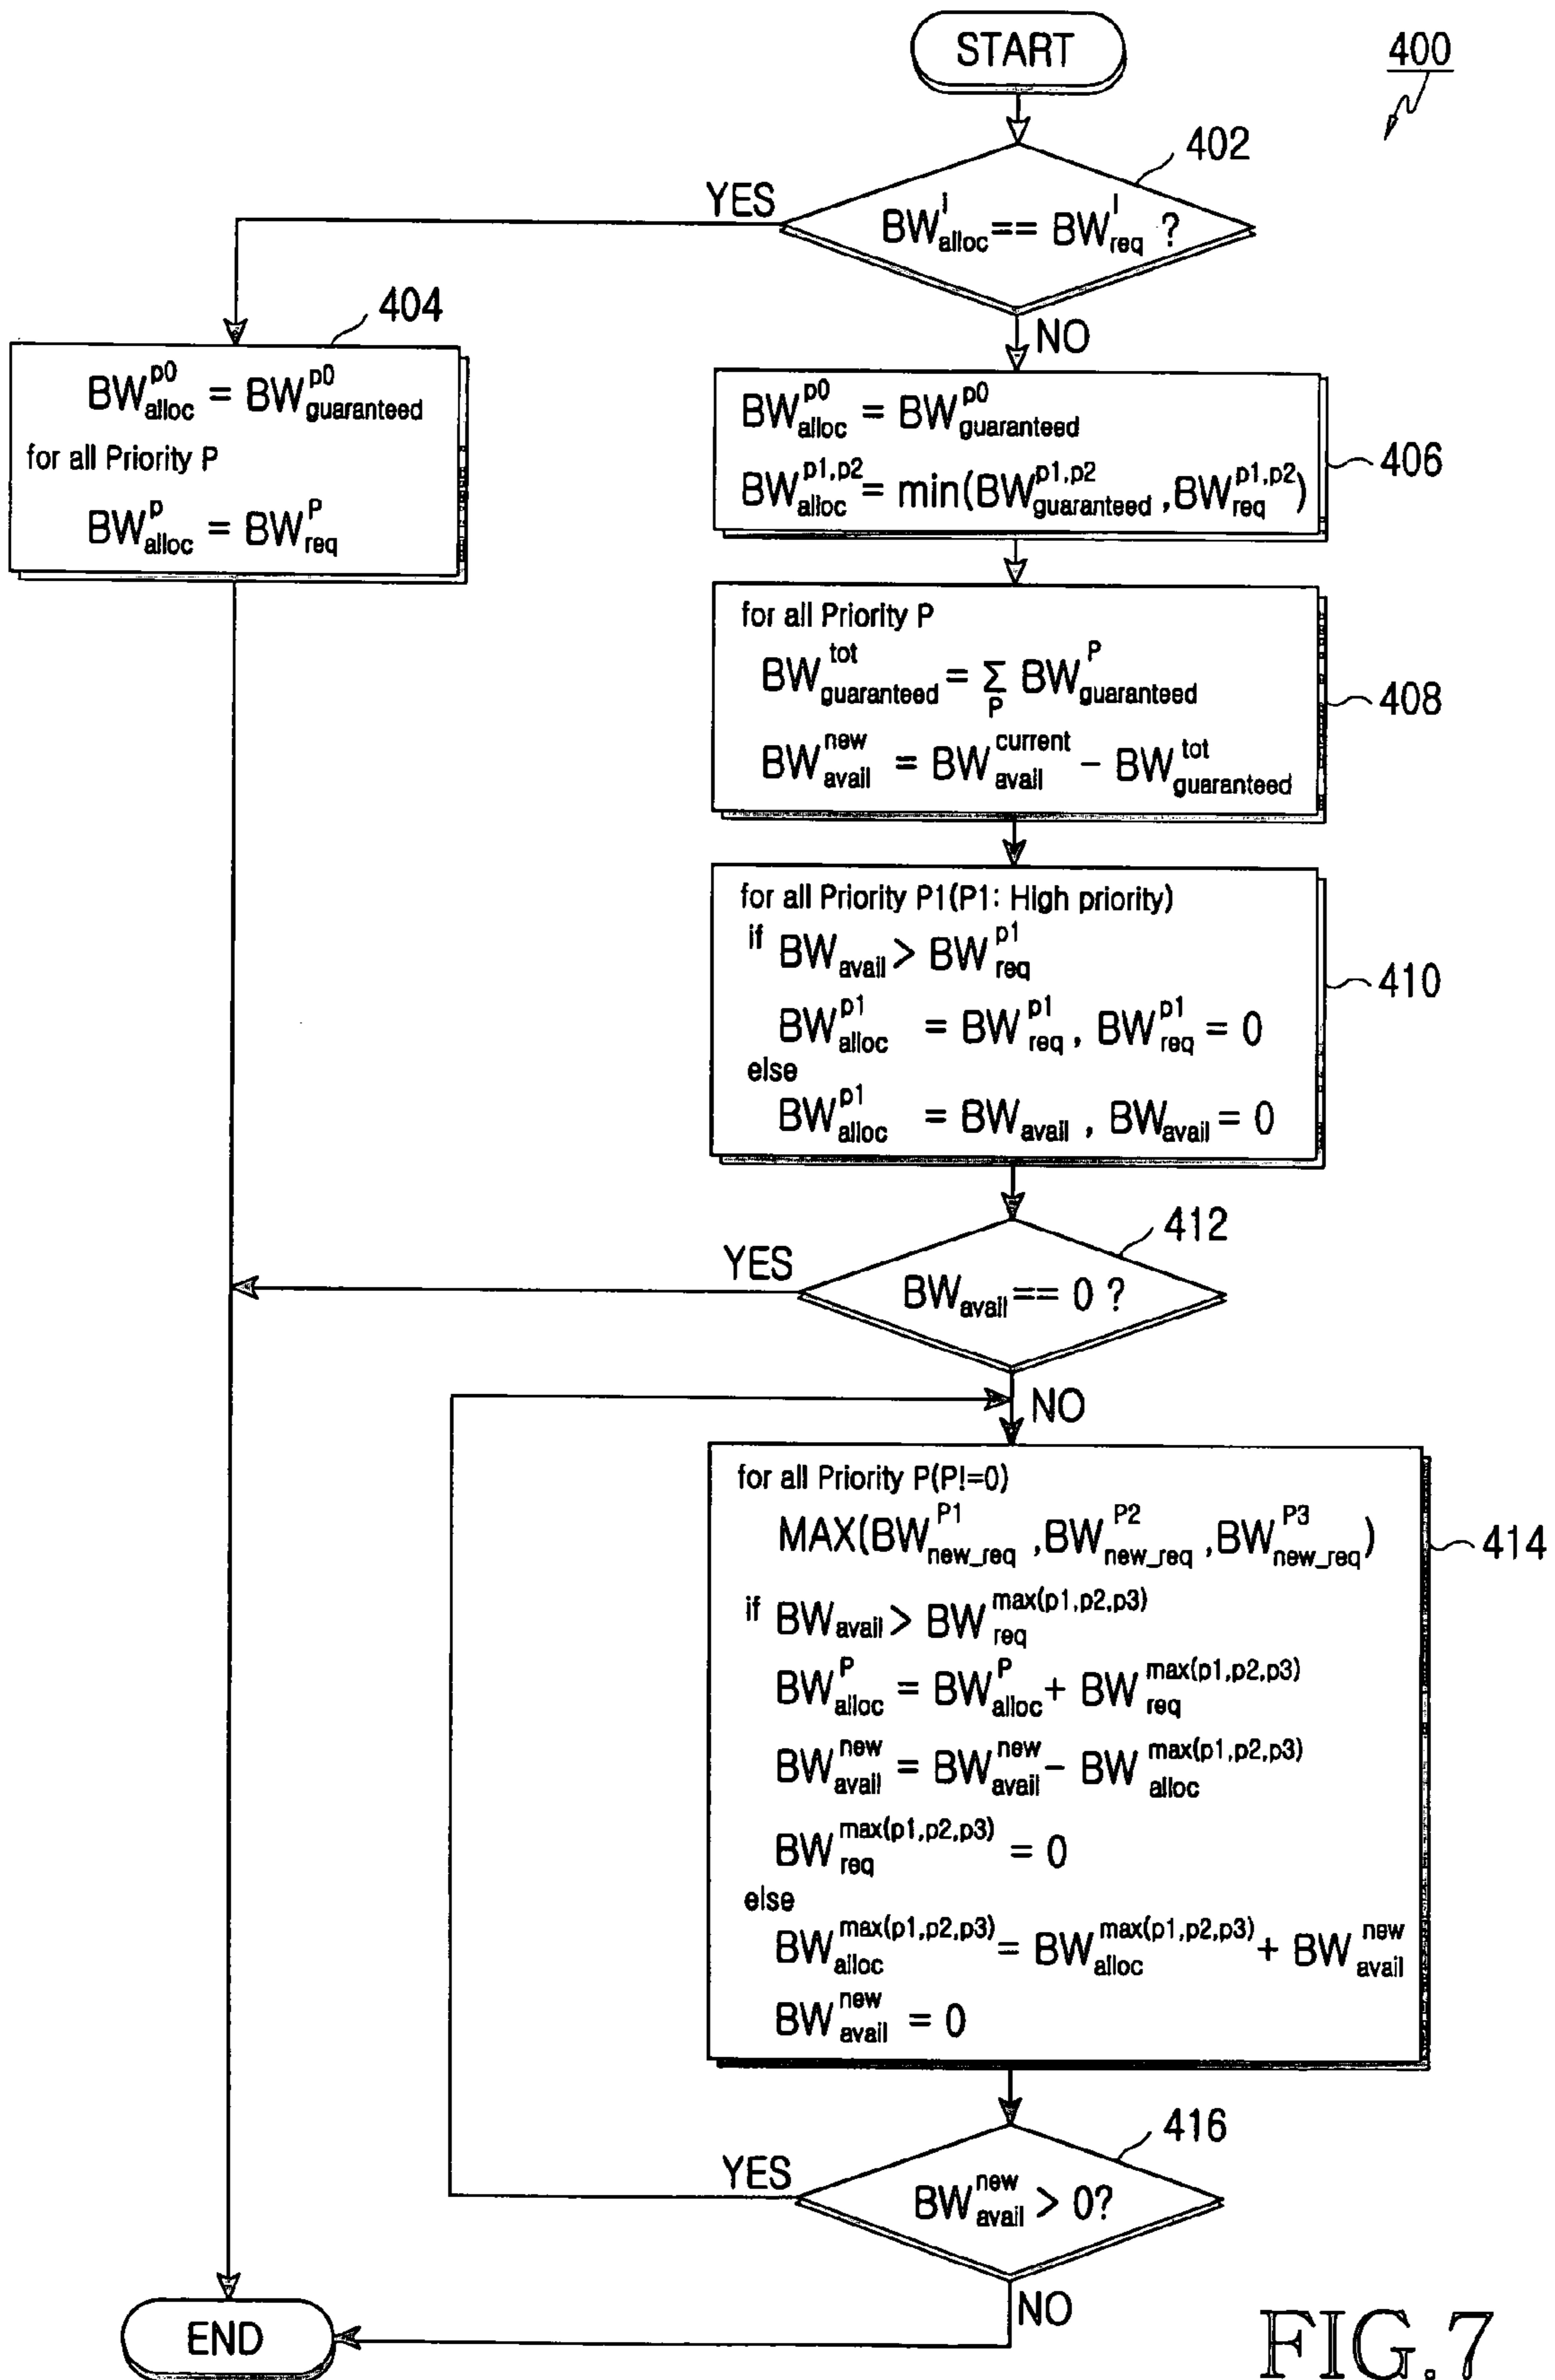 START
400
402
YES
BW^i_alloc == BW^i_req ?
NO
404
BW^p0_alloc = BW^p0_guaranteed
for all Priority P
BW^p_alloc = BW^P_req
BW^p0_alloc = BW^p0_guaranteed
BW^p1,p2_alloc = min(BW^p1,p2_guaranteed , BW^p1,p2_req)
406
for all Priority P
BW^tot_guaranteed = Σ_P BW^P_guaranteed
BW^new_avail = BW^current_avail - BW^tot_guaranteed
408
for all Priority P1(P1: High priority)
if BW_avail > BW^p1_req
BW^p1_alloc = BW^p1_req , BW^p1_req = 0
else
BW^p1_alloc = BW_avail , BW_avail = 0
410
412
YES
BW_avail == 0 ?
NO
for all Priority P(P!=0)
MAX(BW^P1_new_req , BW^P2_new_req , BW^P3_new_req)
if BW_avail > BW^max(p1,p2,p3)_req
BW^P_alloc = BW^P_alloc + BW^max(p1,p2,p3)_req
BW^new_avail = BW^new_avail - BW^max(p1,p2,p3)_alloc
BW^max(p1,p2,p3)_req = 0
else
BW^max(p1,p2,p3)_alloc = BW^max(p1,p2,p3)_alloc + BW^new_avail
BW^new_avail = 0
414
416
YES
BW^new_avail > 0?
NO
END
FIG.7